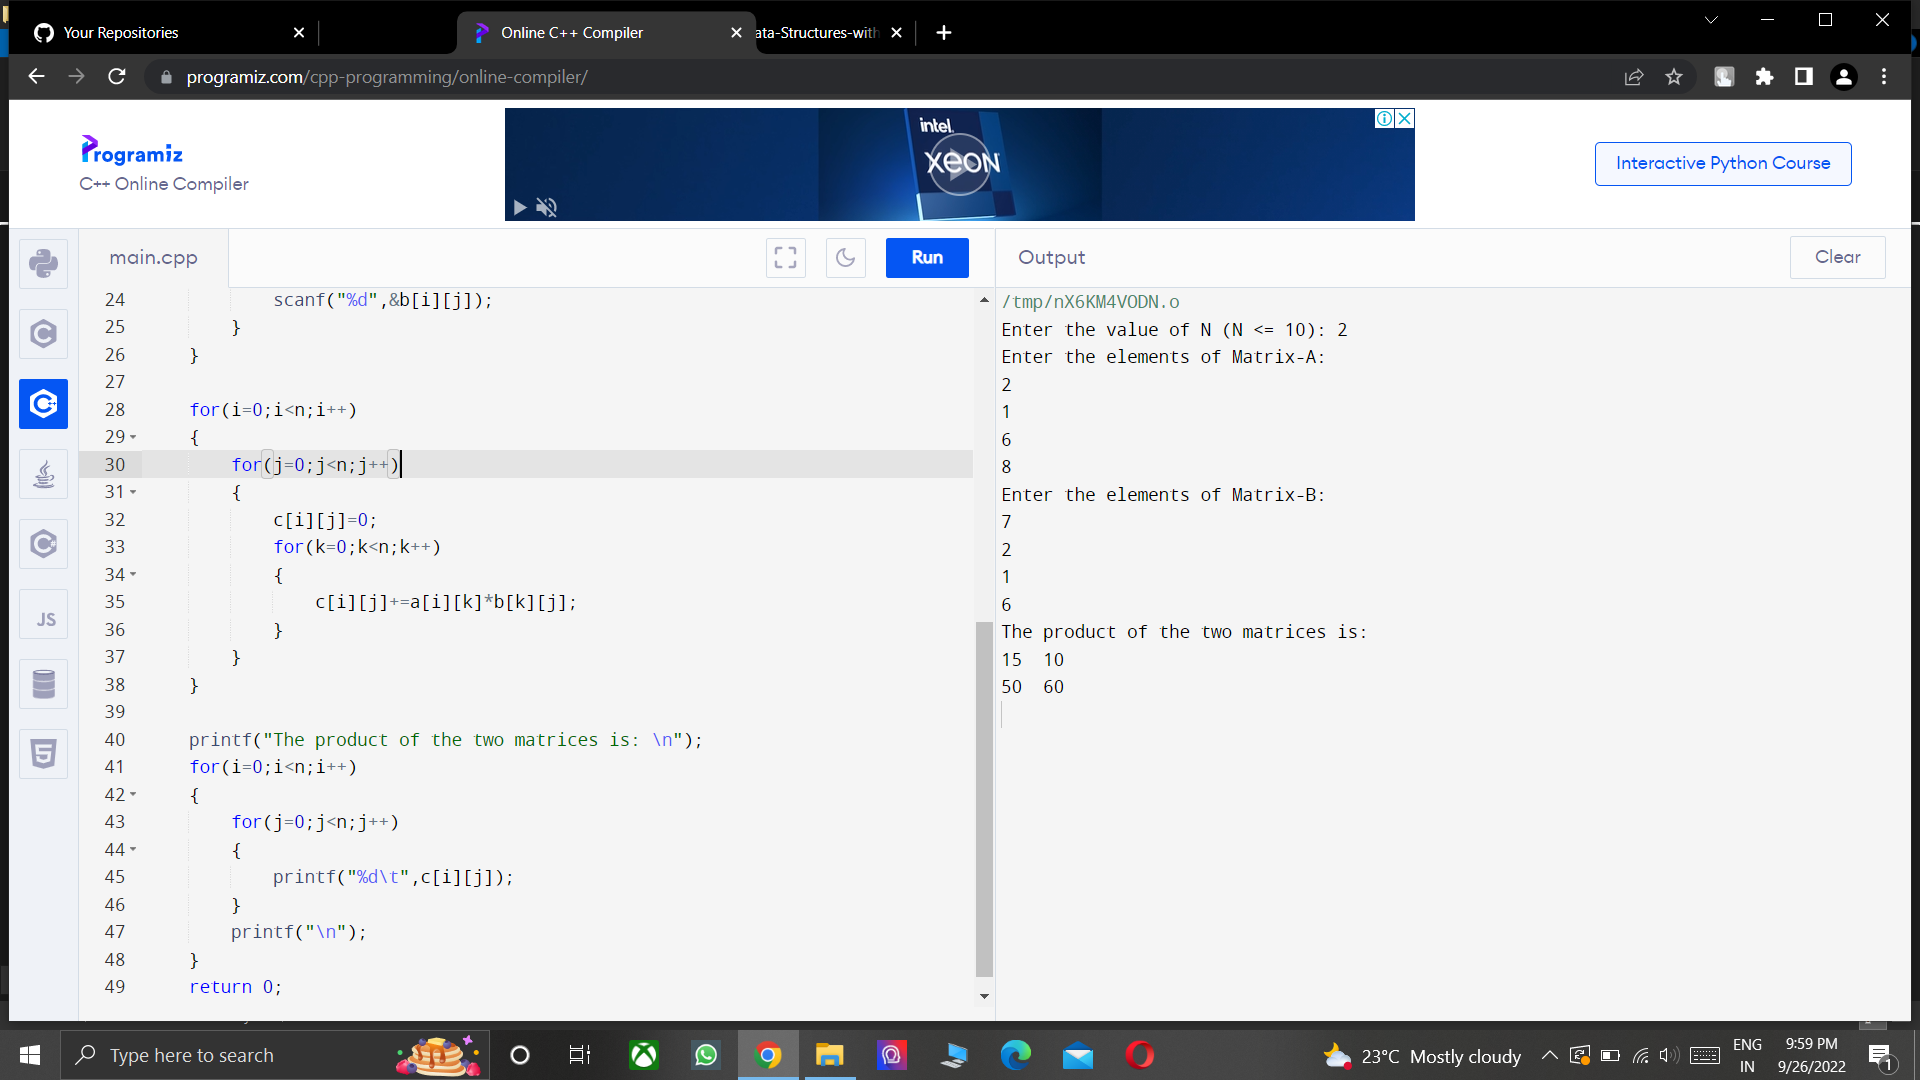 Your Repositories
Online C++ Compiler
ata-Structures-with
programiz.com/cpp-programming/online-compiler/
Programiz
C++ Online Compiler
intel.
XEON
Interactive Python Course
main.cpp
Run
Output
Clear
24 scanf("%d",&b[i][j]);
25 }
26 }
27
28 for(i=0;i<n;i++)
29 {
30 for(j=0;j<n;j++)
31 {
32 c[i][j]=0;
33 for(k=0;k<n;k++)
34 {
35 c[i][j]+=a[i][k]*b[k][j];
36 }
37 }
38 }
39
40 printf("The product of the two matrices is: \n");
41 for(i=0;i<n;i++)
42 {
43 for(j=0;j<n;j++)
44 {
45 printf("%d\t",c[i][j]);
46 }
47 printf("\n");
48 }
49 return 0;
JS
/tmp/nX6KM4VODN.o
Enter the value of N (N <= 10): 2
Enter the elements of Matrix-A:
2
1
6
8
Enter the elements of Matrix-B:
7
2
1
6
The product of the two matrices is:
15 10
50 60
Type here to search
23°C Mostly cloudy
ENG
IN
9:59 PM
9/26/2022
1